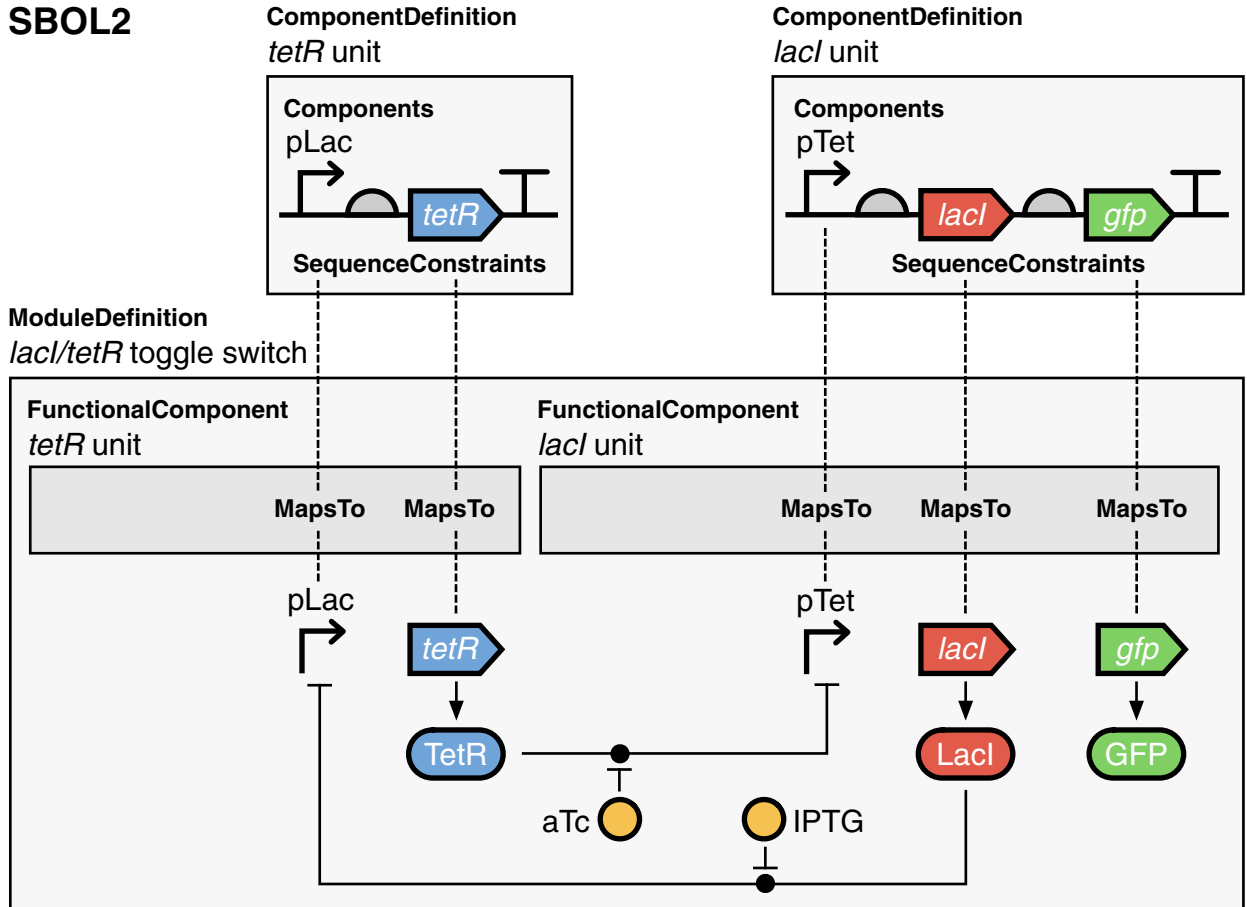 SBOL2
ComponentDefinition
tetR unit
Components
pLac
tetR
SequenceConstraints
ComponentDefinition
lacI unit
Components
pTet
lacI
gfp
SequenceConstraints
ModuleDefinition
lacI/tetR toggle switch
FunctionalComponent
tetR unit
MapsTo
MapsTo
FunctionalComponent
lacI unit
MapsTo
MapsTo
MapsTo
pLac
tetR
pTet
lacI
gfp
TetR
LacI
GFP
aTc
IPTG